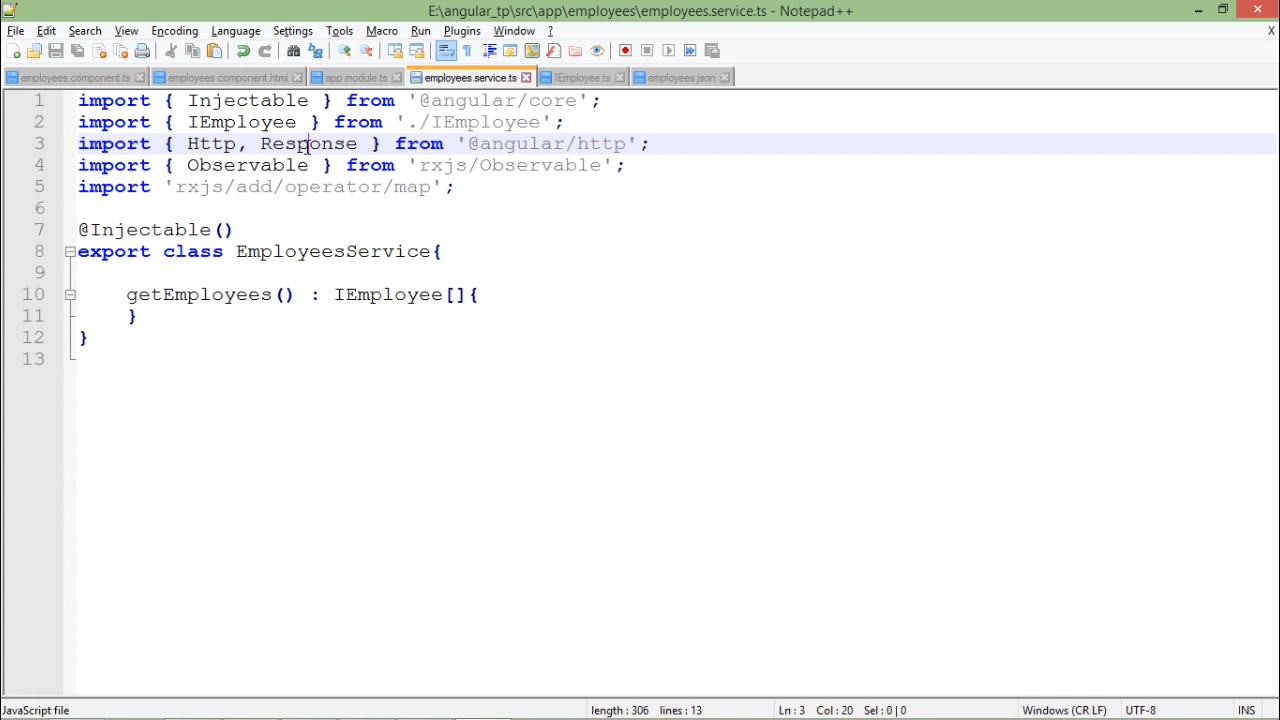 E:\angular_tp\src\app\employees\employees.service.ts - Notepad++
File Edit Search View Encoding Language Settings Tools Macro Run Plugins Window ? X
employees.component.ts employees.component.html app.module.ts employees.service.ts IEmployee.ts employees.json
1 import { Injectable } from '@angular/core';
2 import { IEmployee } from './IEmployee';
3 import { Http, Response } from '@angular/http';
4 import { Observable } from 'rxjs/Observable';
5 import 'rxjs/add/operator/map';
6
7 @Injectable()
8 export class EmployeesService{
9
10 getEmployees() : IEmployee[]{
11 }
12 }
13
JavaScript file length : 306 lines : 13 Ln : 3 Col : 20 Sel : 0 | 0 Windows (CR LF) UTF-8 INS